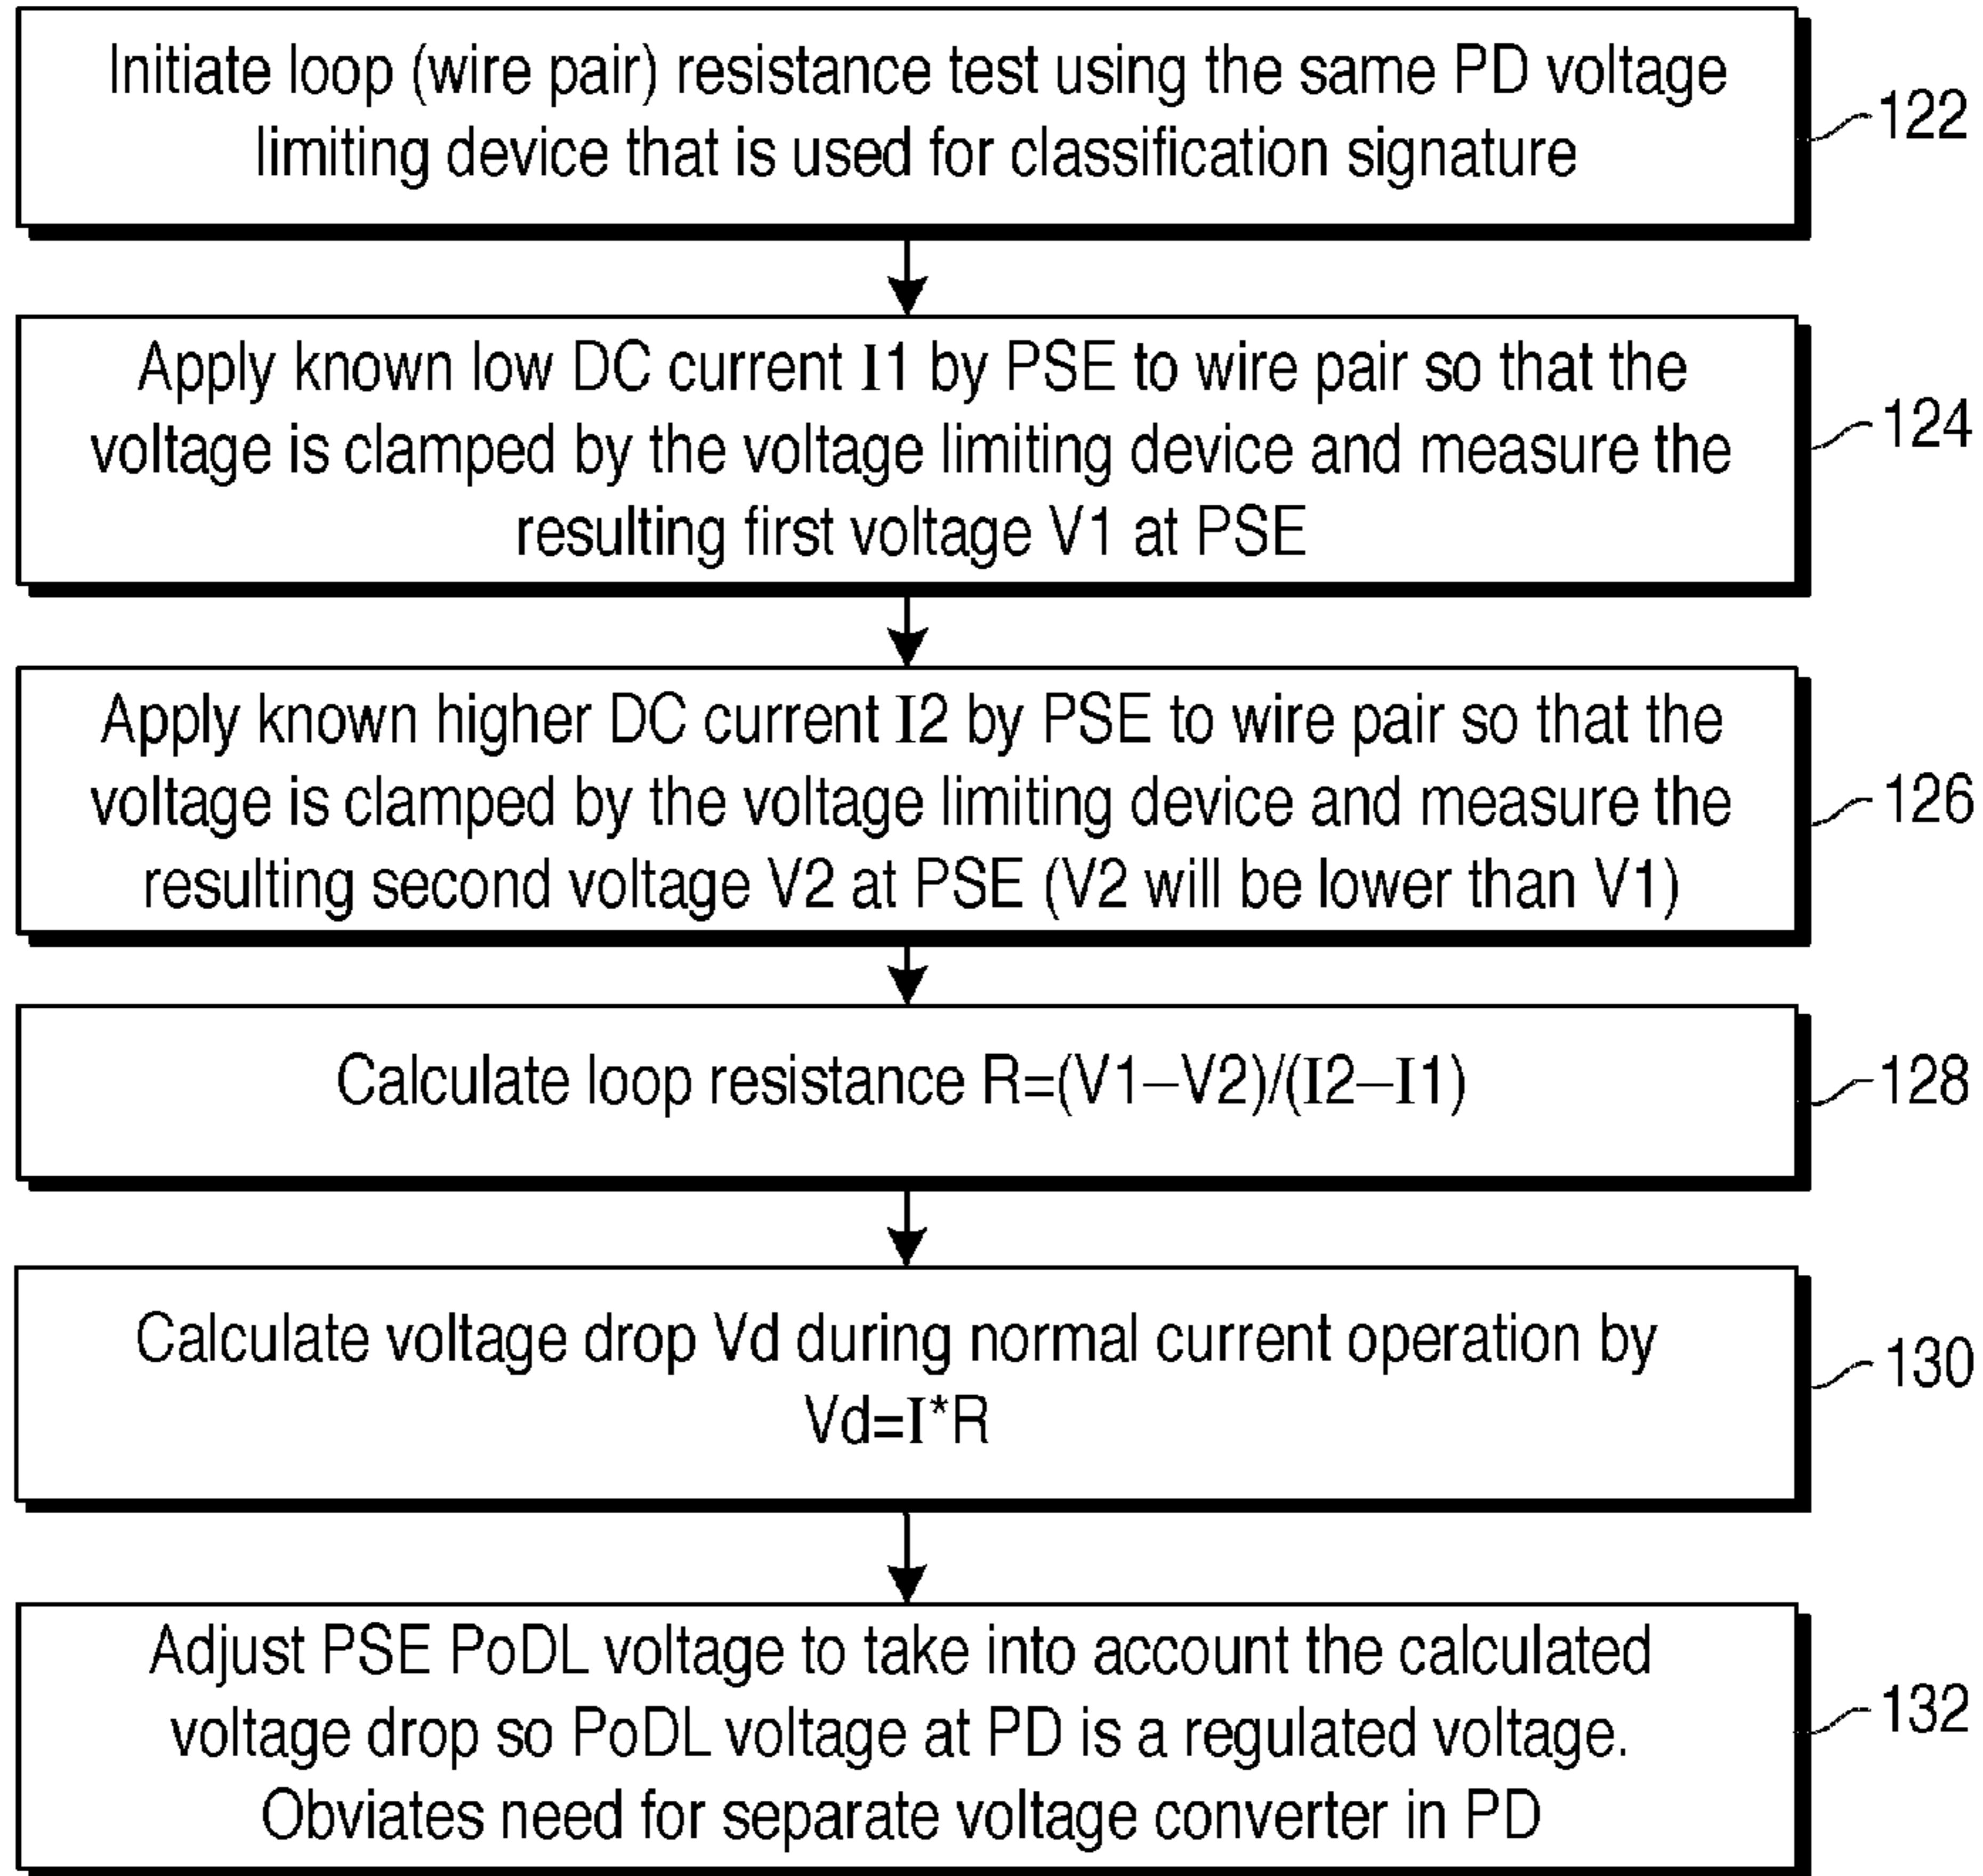 Initiate loop (wire pair) resistance test using the same PD voltage
limiting device that is used for classification signature
122
Apply known low DC current I1 by PSE to wire pair so that the
voltage is clamped by the voltage limiting device and measure the
resulting first voltage V1 at PSE
124
Apply known higher DC current I2 by PSE to wire pair so that the
voltage is clamped by the voltage limiting device and measure the
resulting second voltage V2 at PSE (V2 will be lower than V1)
126
Calculate loop resistance R=(V1–V2)/(I2–I1)
128
Calculate voltage drop Vd during normal current operation by
Vd=I*R
130
Adjust PSE PoDL voltage to take into account the calculated
voltage drop so PoDL voltage at PD is a regulated voltage.
Obviates need for separate voltage converter in PD
132